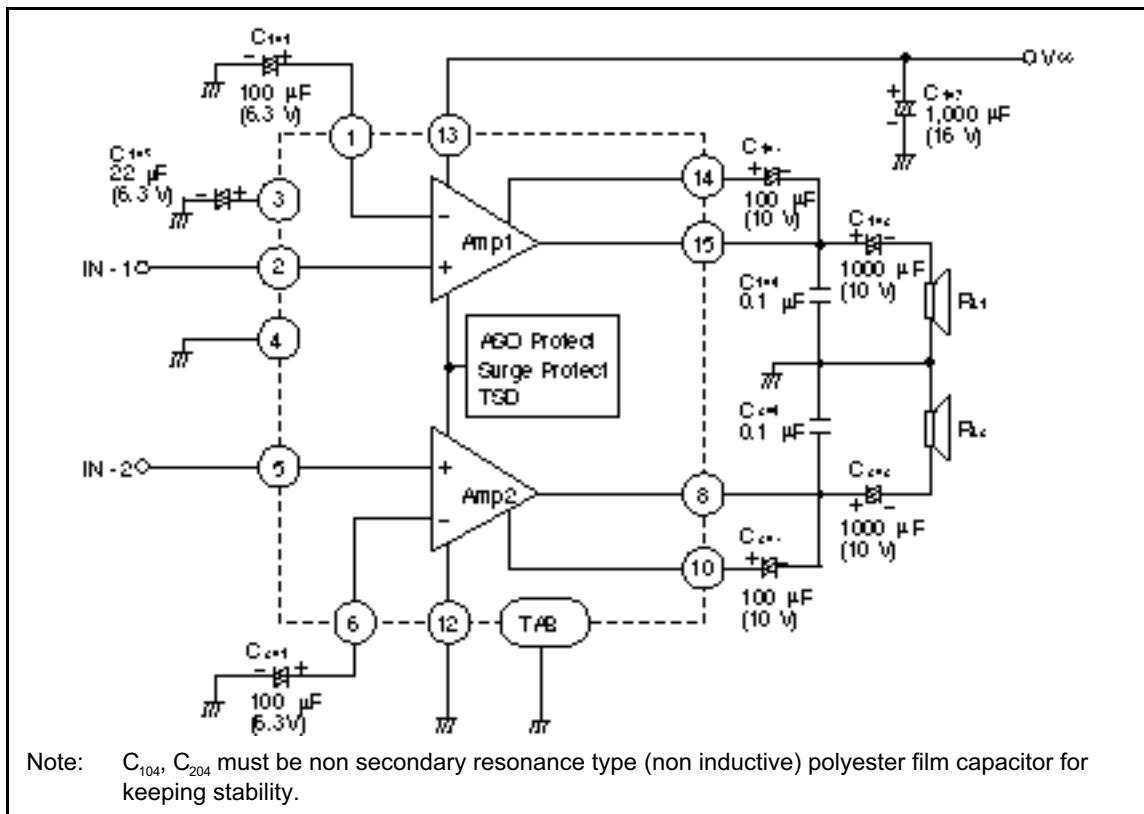 100 µF
(6.3 V)
1
13
22 µF
(6.3 V)
3
14
100 µF
(10 V)
1,000 µF
(16 V)
Amp1
15
IN - 1
2
1000 µF
(10 V)
0.1 µF
4
ASO Protect
Surge Protect
TSD
0.1 µF
IN - 2
5
Amp2
8
1000 µF
(10 V)
10
100 µF
(10 V)
6
12
TAB
100 µF
(6.3V)
Note: C104, C204 must be non secondary resonance type (non inductive) polyester film capacitor for
keeping stability.